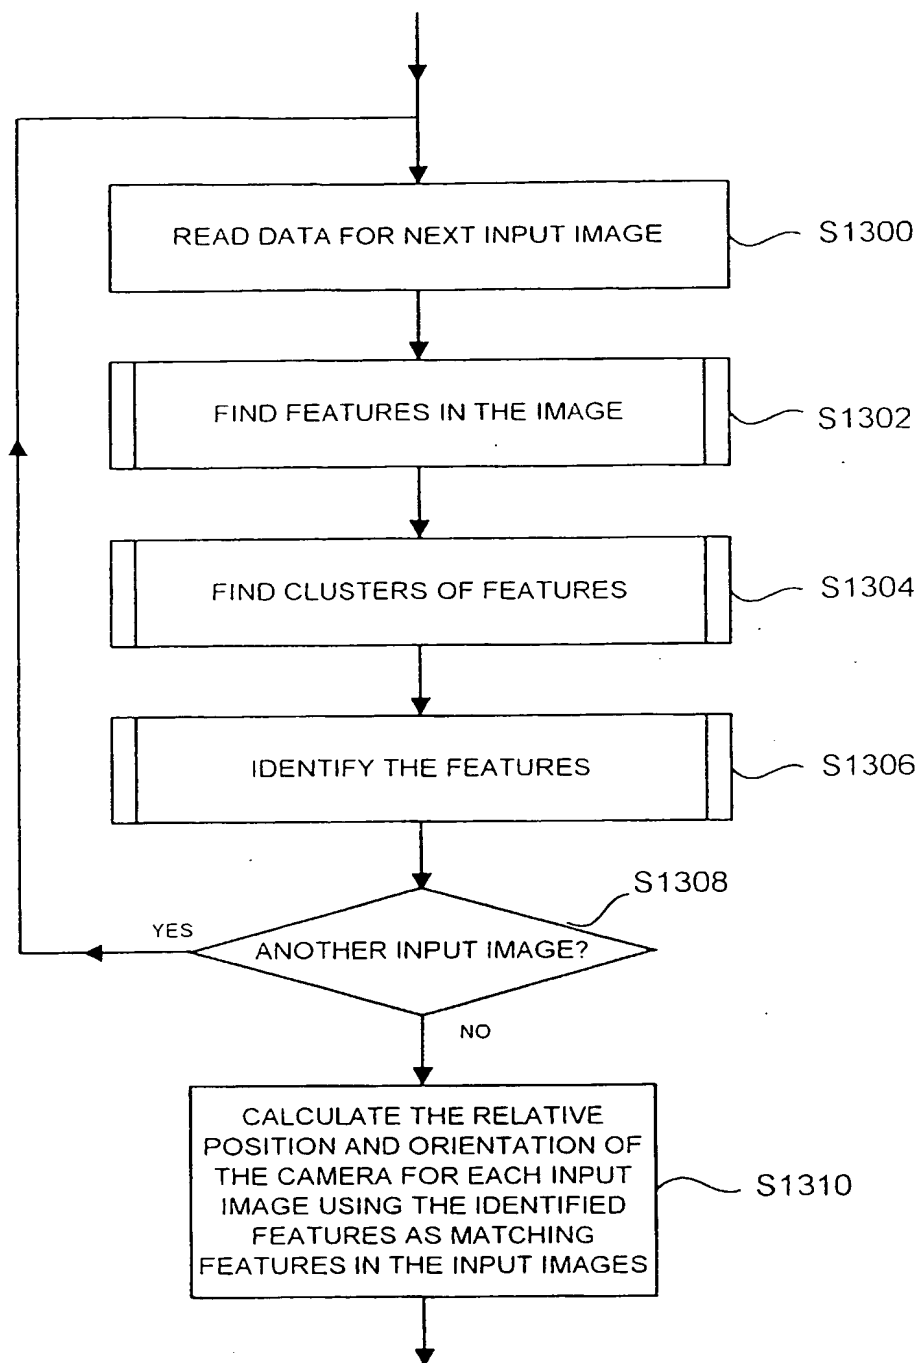 READ DATA FOR NEXT INPUT IMAGE
S1300
FIND FEATURES IN THE IMAGE
S1302
FIND CLUSTERS OF FEATURES
S1304
IDENTIFY THE FEATURES
S1306
S1308
YES
ANOTHER INPUT IMAGE?
NO
CALCULATE THE RELATIVE
POSITION AND ORIENTATION OF
THE CAMERA FOR EACH INPUT
IMAGE USING THE IDENTIFIED
FEATURES AS MATCHING
FEATURES IN THE INPUT IMAGES
S1310